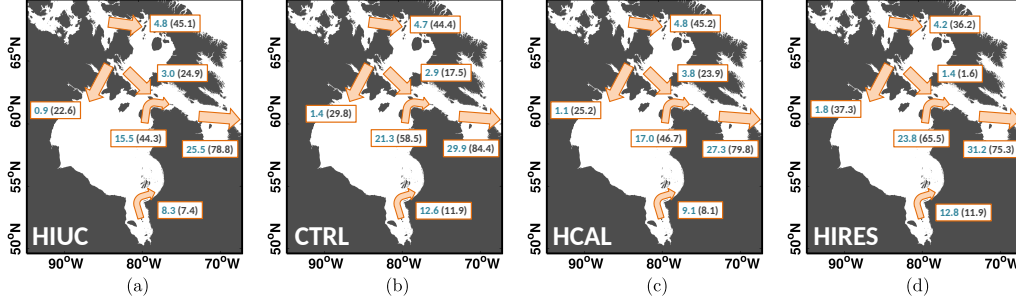 4.8 (45.1)
3.0 (24.9)
0.9 (22.6)
15.5 (44.3)
25.5 (78.8)
8.3 (7.4)
HIUC
65°N
60°N
55°N
50°N
90°W 80°W 70°W
(a)
4.7 (44.4)
2.9 (17.5)
1.4 (29.8)
21.3 (58.5)
29.9 (84.4)
12.6 (11.9)
CTRL
65°N
60°N
55°N
50°N
90°W 80°W 70°W
(b)
4.8 (45.2)
3.8 (23.9)
1.1 (25.2)
17.0 (46.7)
27.3 (79.8)
9.1 (8.1)
HCAL
65°N
60°N
55°N
50°N
90°W 80°W 70°W
(c)
4.2 (36.2)
1.4 (1.6)
1.8 (37.3)
23.8 (65.5)
31.2 (75.3)
12.8 (11.9)
HIRES
65°N
60°N
55°N
50°N
90°W 80°W 70°W
(d)